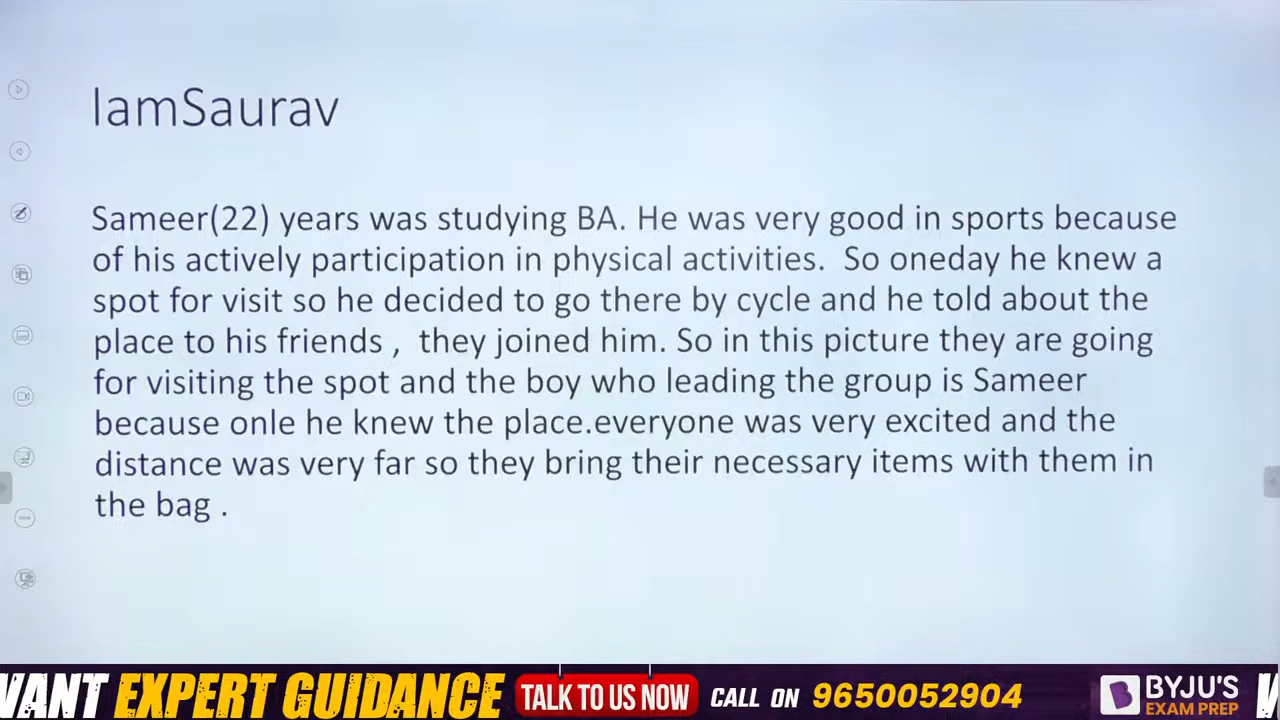 IamSaurav
Sameer(22) years was studying BA. He was very good in sports because
of his actively participation in physical activities.  So oneday he knew a
spot for visit so he decided to go there by cycle and he told about the
place to his friends ,  they joined him. So in this picture they are going
for visiting the spot and the boy who leading the group is Sameer
because onle he knew the place.everyone was very excited and the
distance was very far so they bring their necessary items with them in
the bag .
WANT EXPERT GUIDANCE TALK TO US NOW CALL ON 9650052904
BYJU'S
EXAM PREP